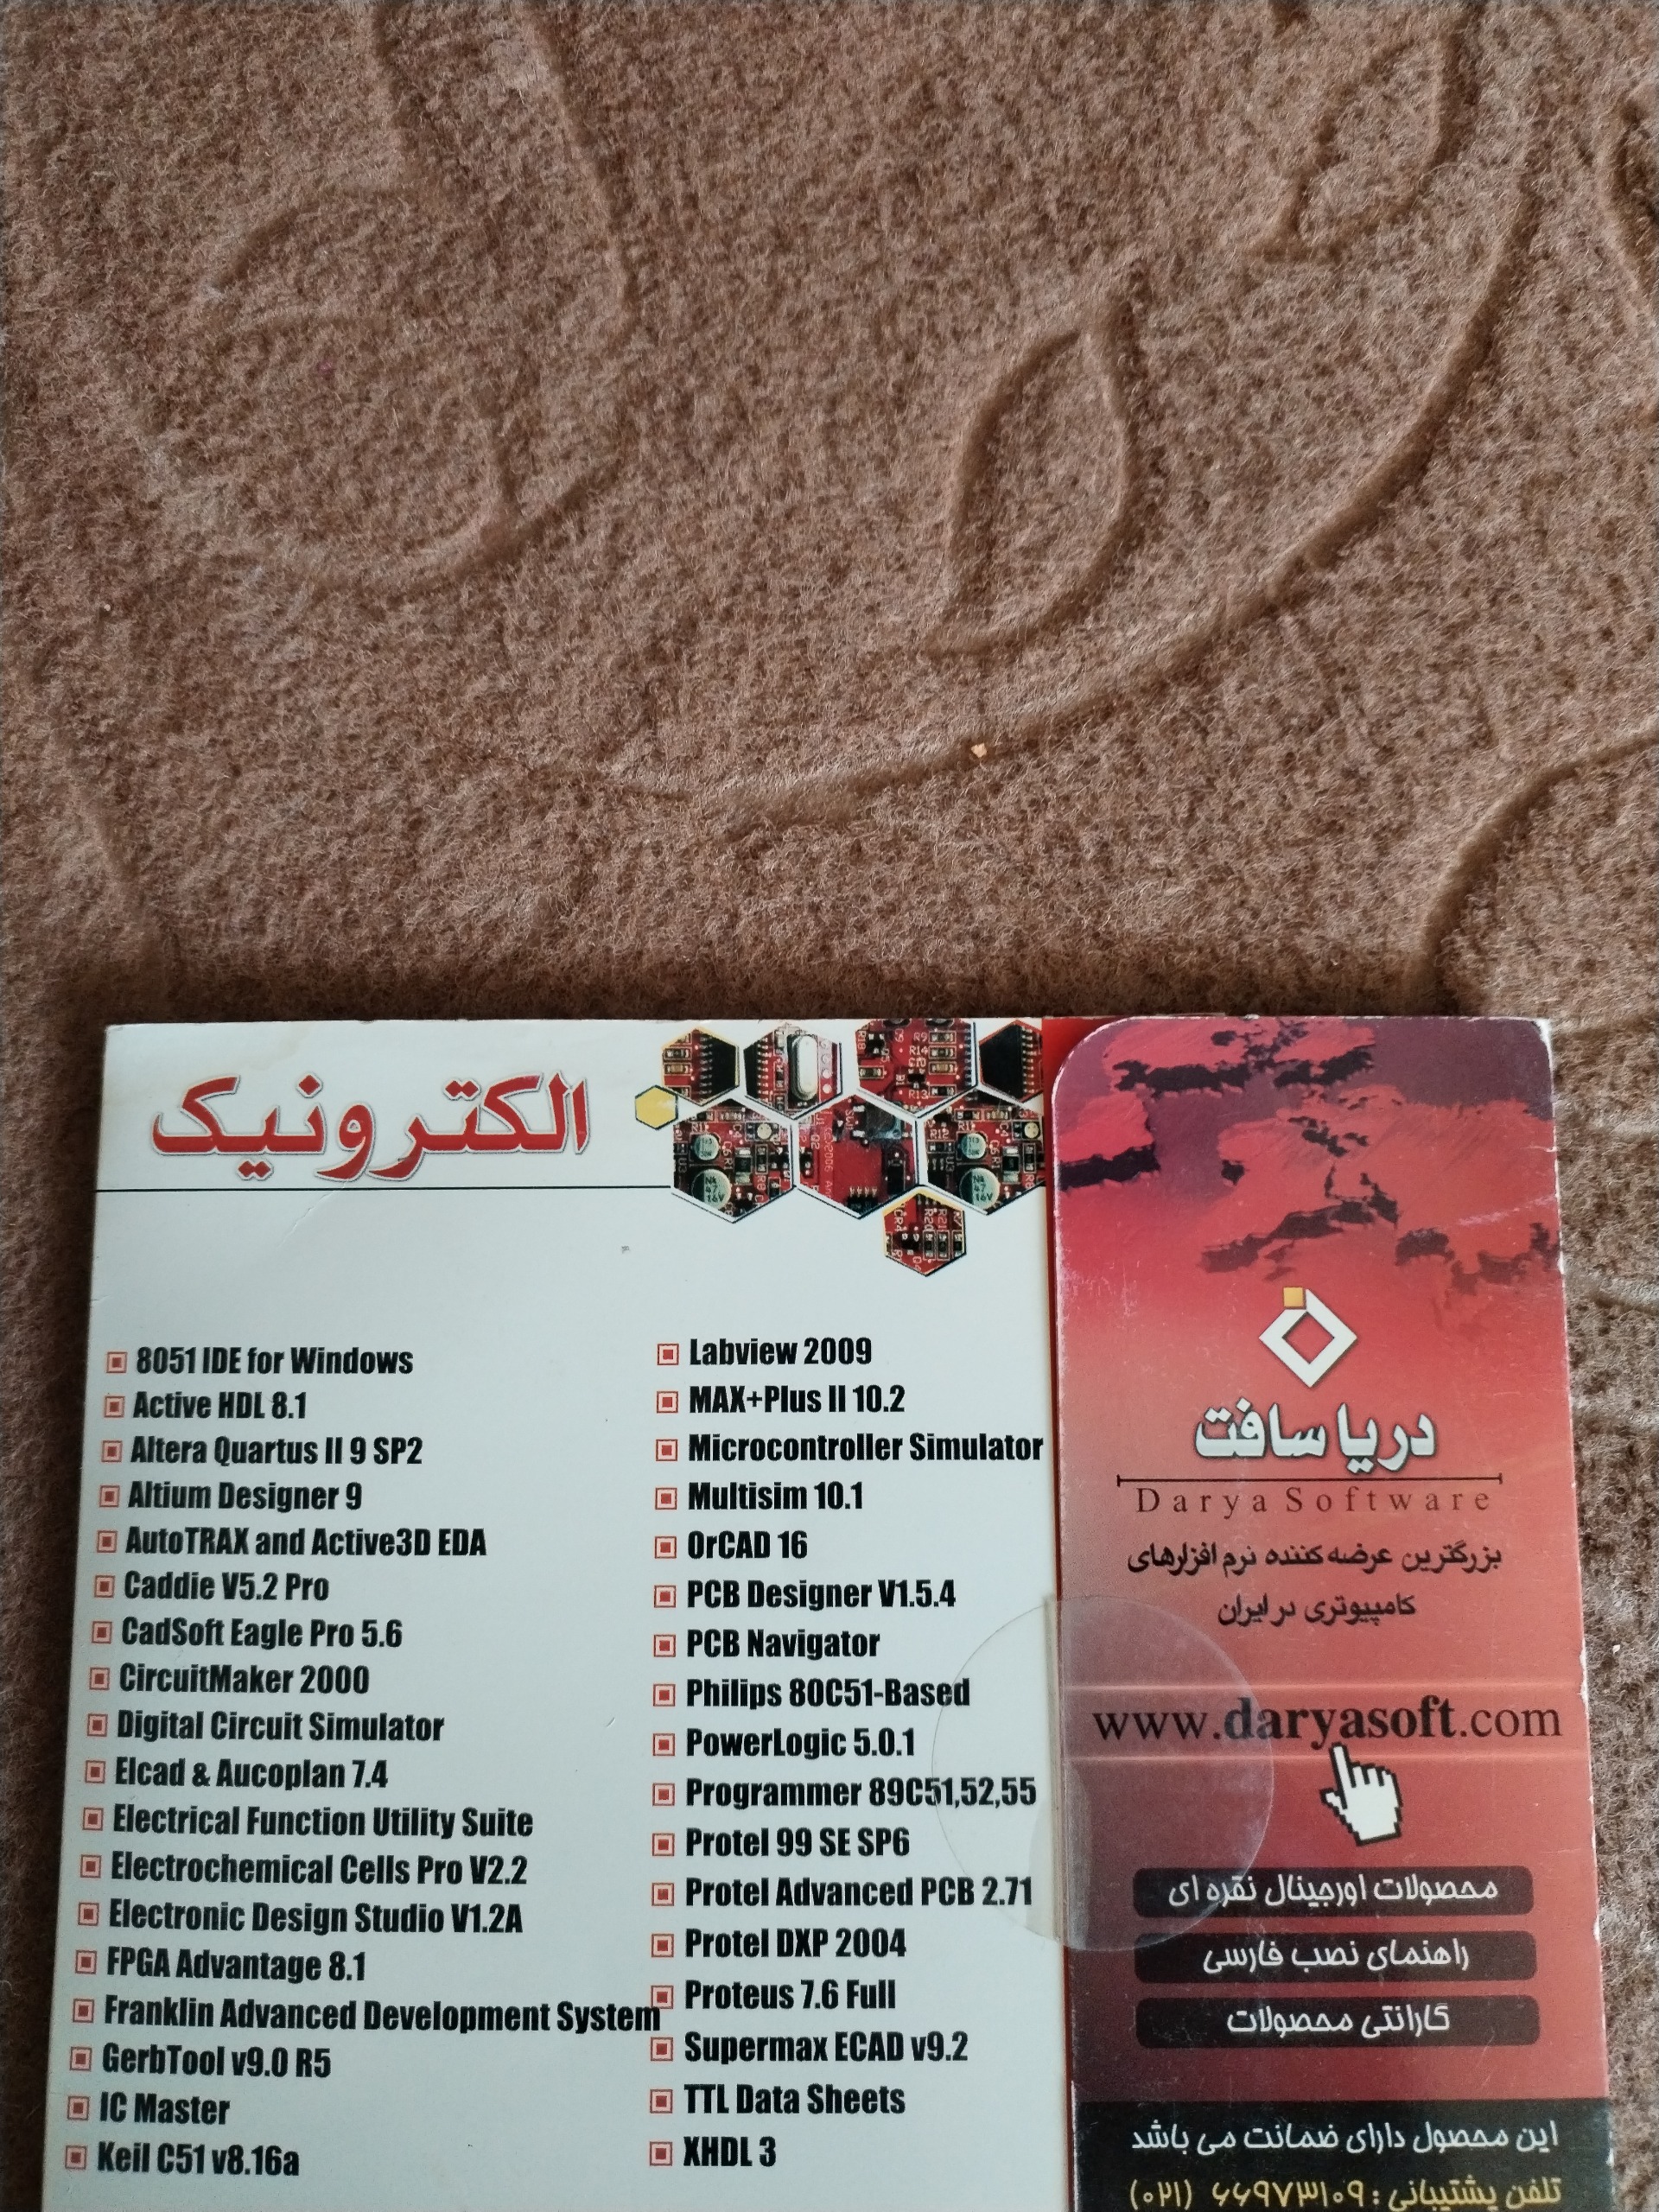 الکترونیک
8051 IDE for Windows
Active HDL 8.1
Altera Quartus II 9 SP2
Altium Designer 9
AutoTRAX and Active3D EDA
Caddie V5.2 Pro
CadSoft Eagle Pro 5.6
CircuitMaker 2000
Digital Circuit Simulator
Elcad & Aucoplan 7.4
Electrical Function Utility Suite
Electrochemical Cells Pro V2.2
Electronic Design Studio V1.2A
FPGA Advantage 8.1
Franklin Advanced Development System
GerbTool v9.0 R5
IC Master
Keil C51 v8.16a
Labview 2009
MAX+Plus II 10.2
Microcontroller Simulator
Multisim 10.1
OrCAD 16
PCB Designer V1.5.4
PCB Navigator
Philips 80C51-Based
PowerLogic 5.0.1
Programmer 89C51,52,55
Protel 99 SE SP6
Protel Advanced PCB 2.71
Protel DXP 2004
Proteus 7.6 Full
Supermax ECAD v9.2
TTL Data Sheets
XHDL 3
دریا سافت
Darya Software
بزرگترین عرضه کننده نرم افزارهای
کامپیوتری در ایران
www.daryasoft.com
محصولات اورجینال نقره ای
راهنمای نصب فارسی
گارانتی محصولات
این محصول دارای ضمانت می باشد
تلفن پشتیبانی : ۶۶۹۷۳۱۰۹ (۰۲۱)